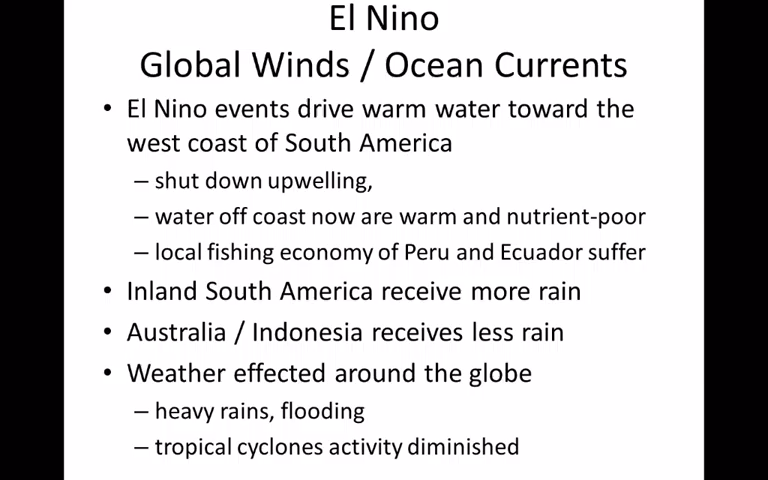 El Nino
Global Winds / Ocean Currents
• El Nino events drive warm water toward the
west coast of South America
– shut down upwelling,
– water off coast now are warm and nutrient-poor
– local fishing economy of Peru and Ecuador suffer
• Inland South America receive more rain
• Australia / Indonesia receives less rain
• Weather effected around the globe
– heavy rains, flooding
– tropical cyclones activity diminished